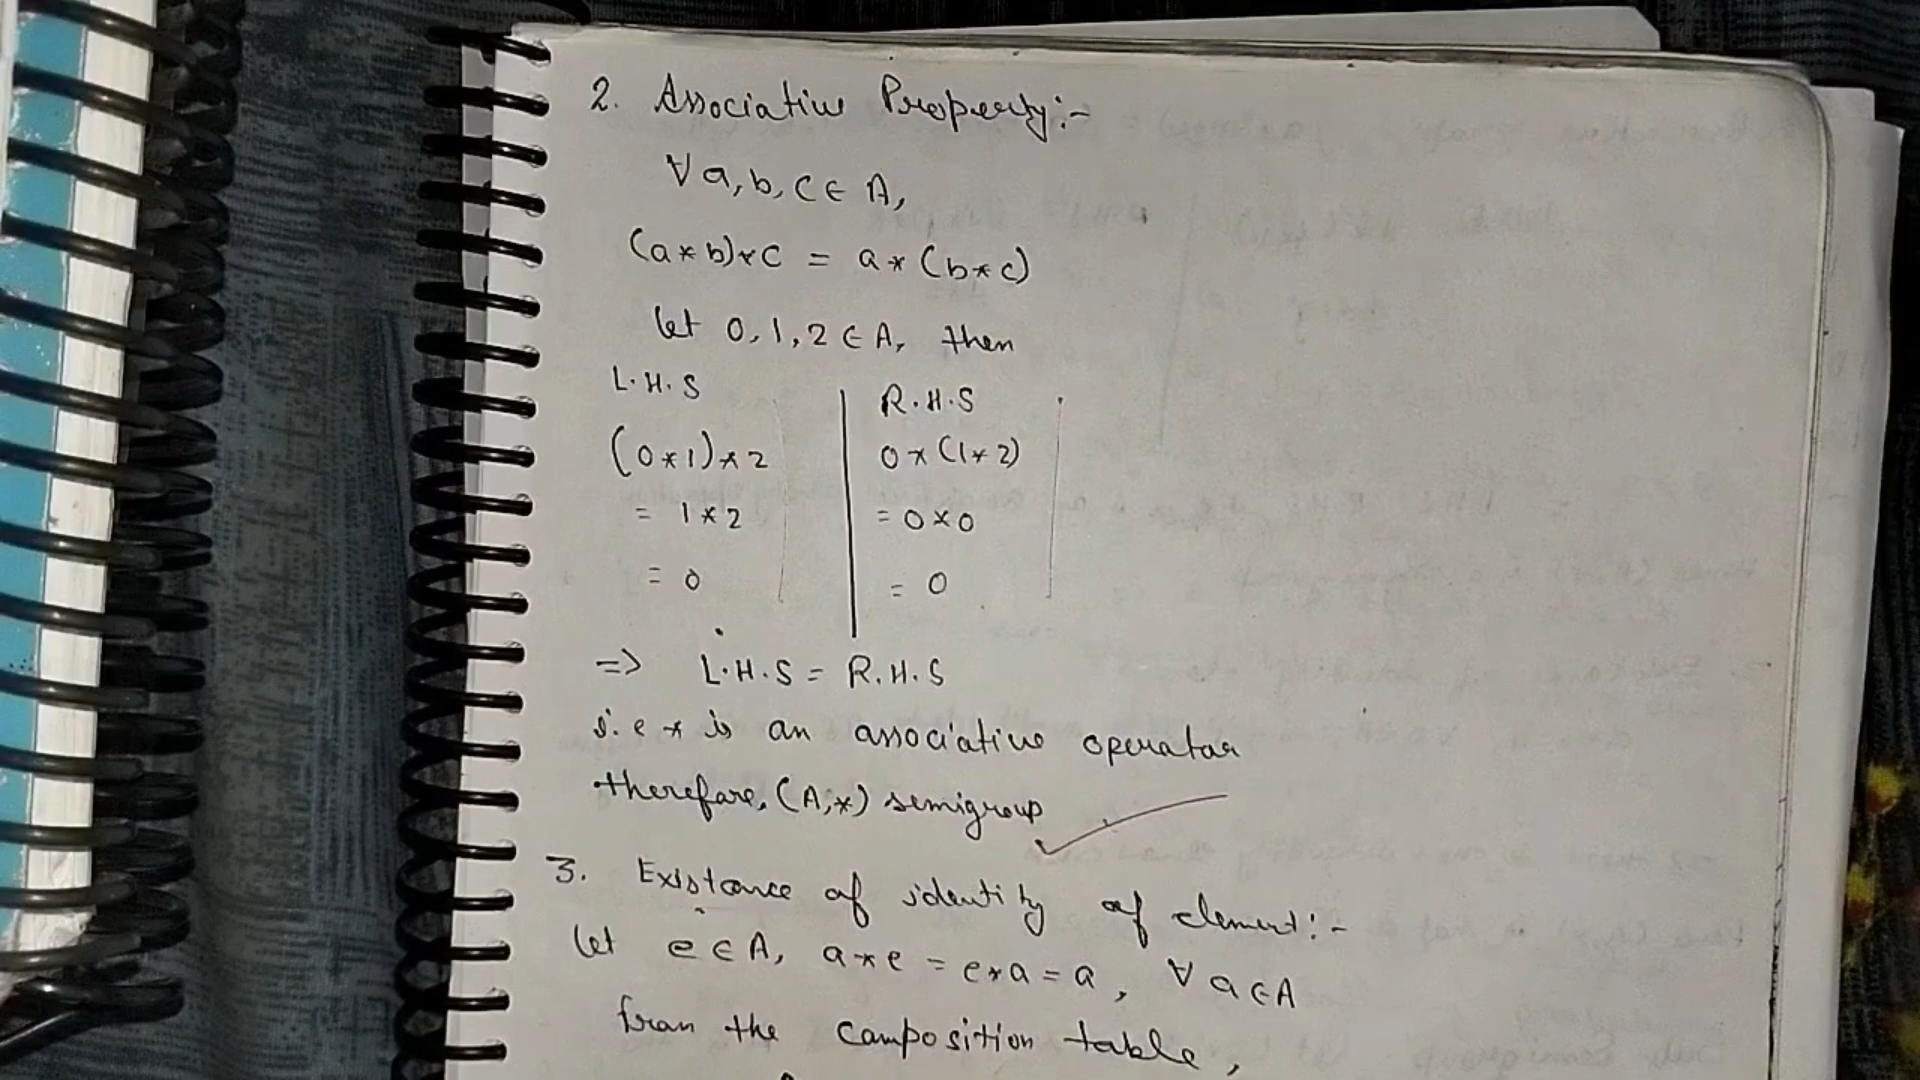 2. Associative Property:-
∀ a, b, c ∈ A,
(a * b) * c = a * (b * c)
let 0, 1, 2 ∈ A, then
L.H.S
(0 * 1) * 2
= 1 * 2
= 0
R.H.S
0 * (1 * 2)
= 0 * 0
= 0
=> L.H.S = R.H.S
i.e * is an associative operator
therefore, (A, *) semigroup
3. Existance of identity of element:-
let e ∈ A, a * e = e * a = a, ∀ a ∈ A
from the composition table,